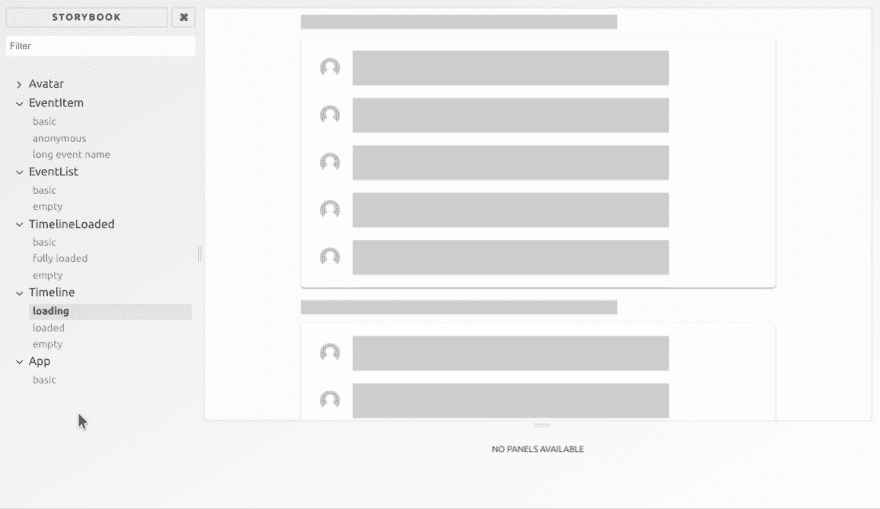 STORYBOOK ⌘
Filter
Avatar
EventItem
basic
anonymous
long event name
EventList
basic
empty
TimelineLoaded
basic
fully loaded
empty
Timeline
loading
loaded
empty
App
basic
NO PANELS AVAILABLE